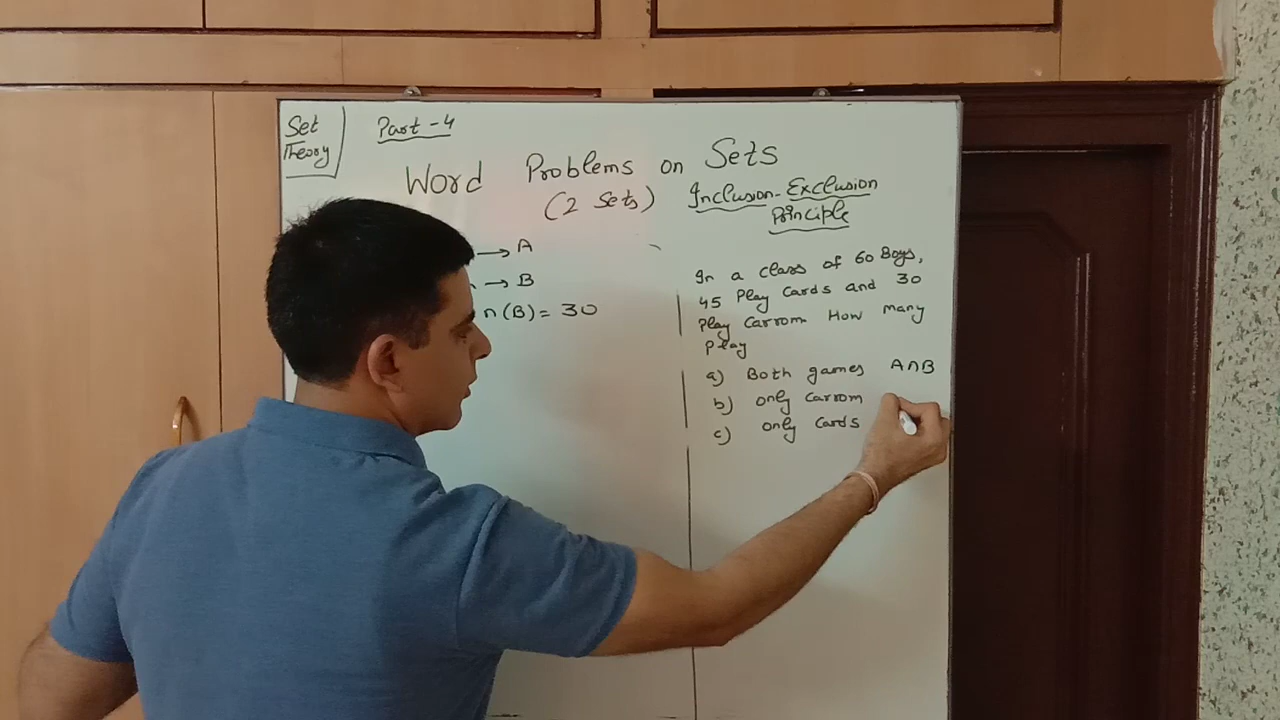 Set
Theory
Part - 4
Word Problems on Sets
(2 Sets)
Inclusion-Exclusion
Principle
→ A
→ B
n(B) = 30
In a class of 60 Boys,
45 Play Cards and 30
Play Carrom How many
Play
a) Both games A∩B
b) only Carrom
c) only Cards